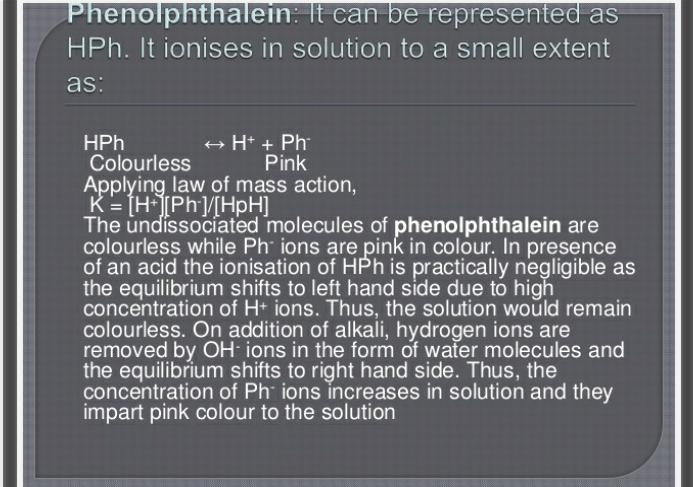 Phenolphthalein: It can be represented as
HPh. It ionises in solution to a small extent
as:
HPh ↔ H⁺ + Ph⁻
Colourless Pink
Applying law of mass action,
K = [H⁺][Ph⁻]/[HpH]
The undissociated molecules of phenolphthalein are
colourless while Ph⁻ ions are pink in colour. In presence
of an acid the ionisation of HPh is practically negligible as
the equilibrium shifts to left hand side due to high
concentration of H⁺ ions. Thus, the solution would remain
colourless. On addition of alkali, hydrogen ions are
removed by OH⁻ ions in the form of water molecules and
the equilibrium shifts to right hand side. Thus, the
concentration of Ph⁻ ions increases in solution and they
impart pink colour to the solution